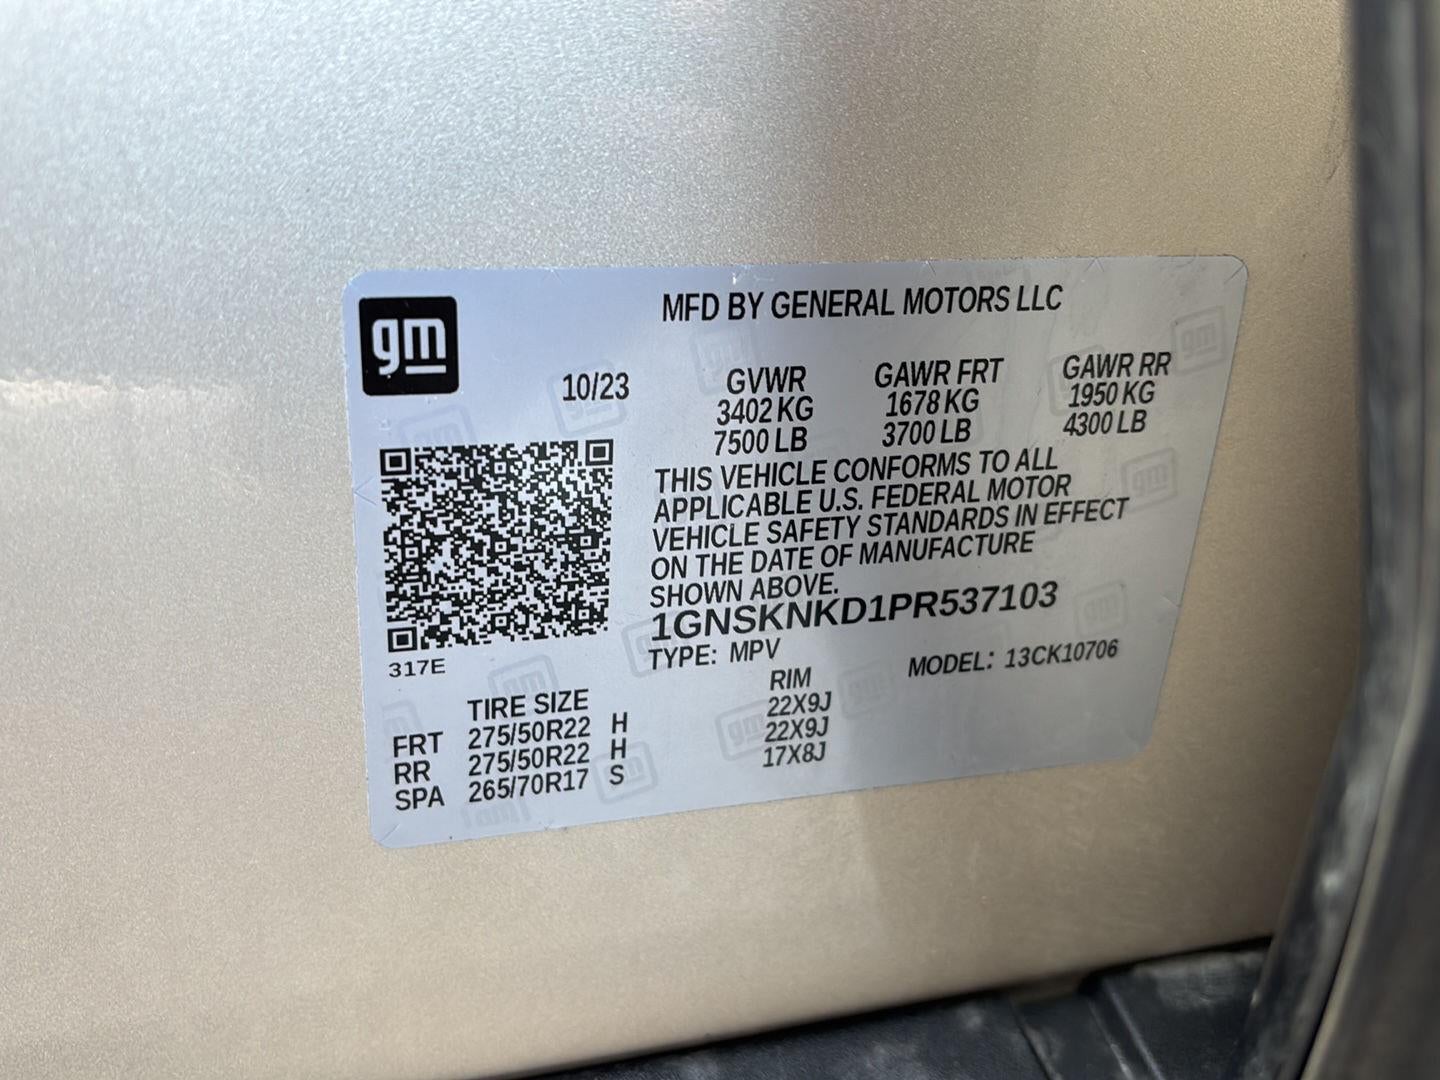 gm
MFD BY GENERAL MOTORS LLC
10/23 GVWR GAWR FRT GAWR RR
3402 KG 1678 KG 1950 KG
7500 LB 3700 LB 4300 LB
THIS VEHICLE CONFORMS TO ALL
APPLICABLE U.S. FEDERAL MOTOR
VEHICLE SAFETY STANDARDS IN EFFECT
ON THE DATE OF MANUFACTURE
SHOWN ABOVE.
1GNSKNKD1PR537103
317E
TYPE: MPV MODEL: 13CK10706
TIRE SIZE RIM
FRT 275/50R22 H 22X9J
RR 275/50R22 H 22X9J
SPA 265/70R17 S 17X8J